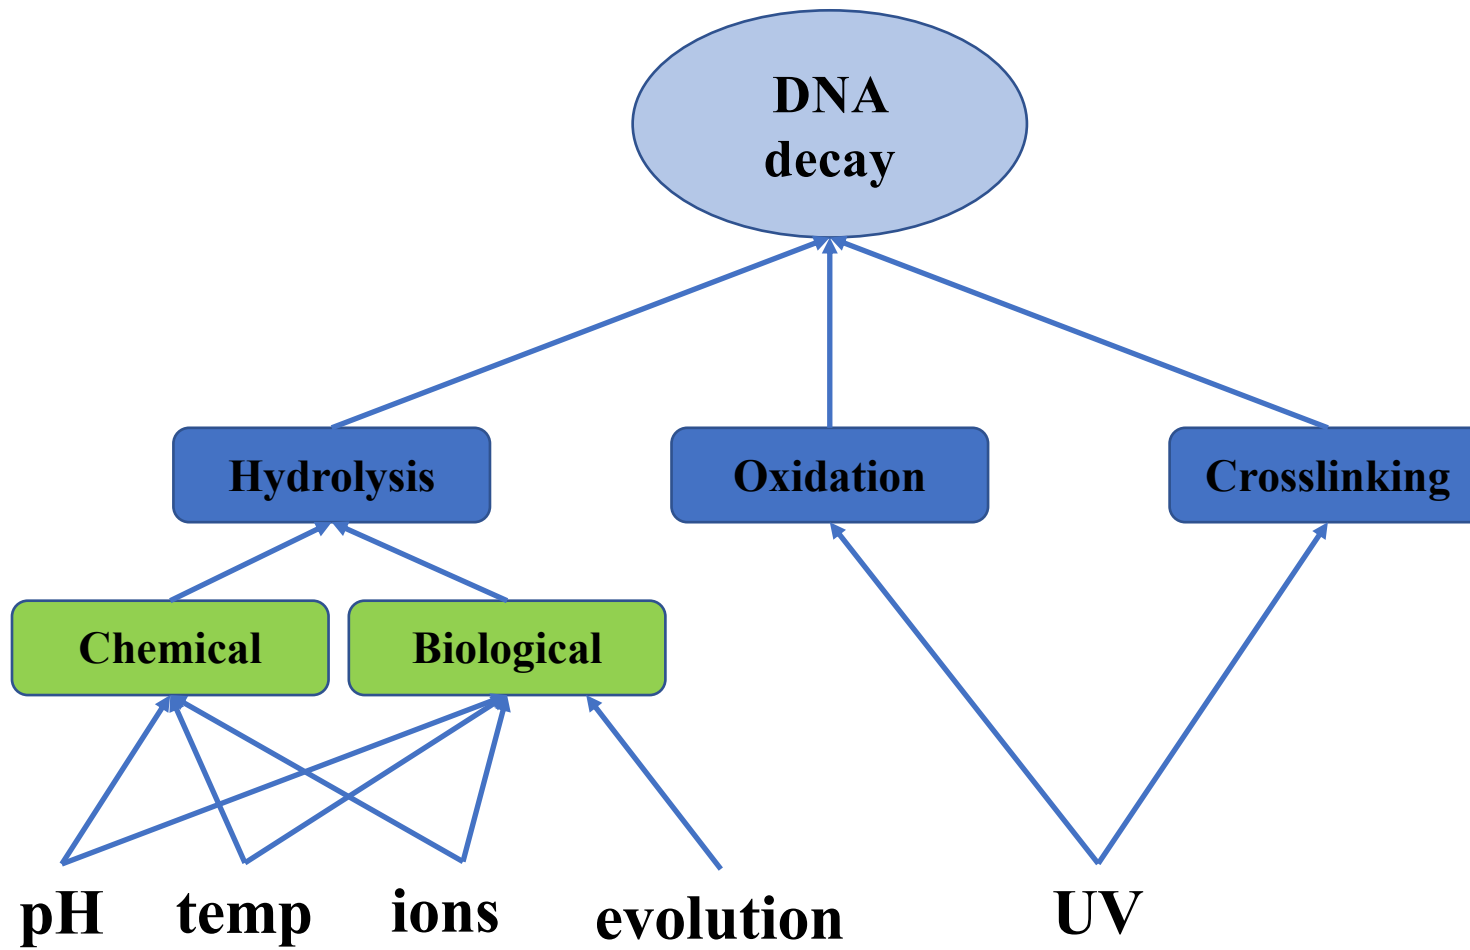 DNA
decay
Hydrolysis
Oxidation
Crosslinking
Chemical
Biological
pH
temp
ions
evolution
UV